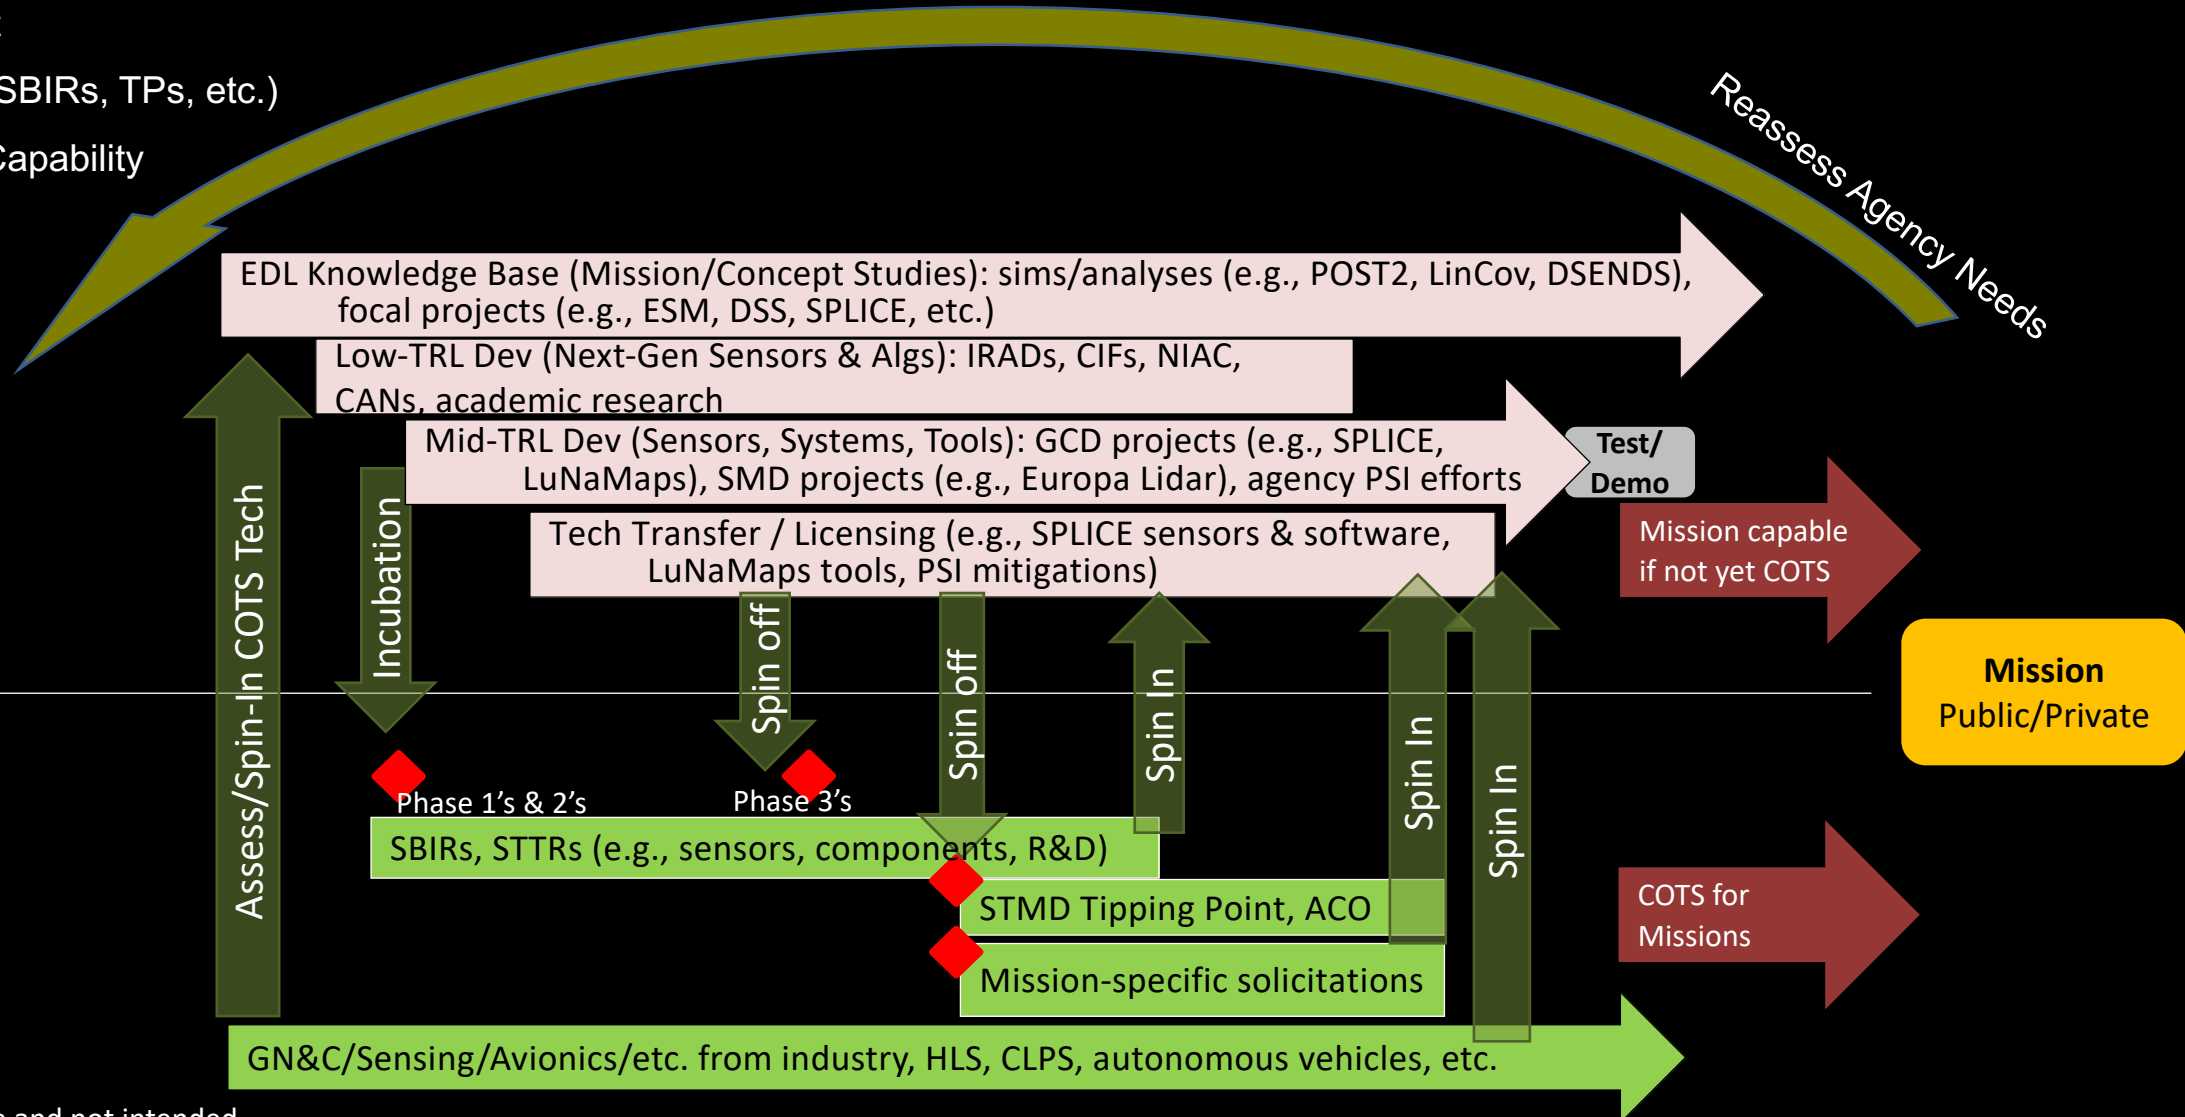 SBIRs, TPs, etc.)
Capability
Reassess Agency Needs
EDL Knowledge Base (Mission/Concept Studies): sims/analyses (e.g., POST2, LinCov, DSENDS),
focal projects (e.g., ESM, DSS, SPLICE, etc.)
Low-TRL Dev (Next-Gen Sensors & Algs): IRADs, CIFs, NIAC,
CANs, academic research
Mid-TRL Dev (Sensors, Systems, Tools): GCD projects (e.g., SPLICE,
LuNaMaps), SMD projects (e.g., Europa Lidar), agency PSI efforts
Test/
Demo
Tech Transfer / Licensing (e.g., SPLICE sensors & software,
LuNaMaps tools, PSI mitigations)
Mission capable
if not yet COTS
Assess/Spin-In COTS Tech
Incubation
Spin off
Spin off
Spin In
Spin In
Spin In
Mission
Public/Private
Phase 1’s & 2’s
Phase 3’s
SBIRs, STTRs (e.g., sensors, components, R&D)
STMD Tipping Point, ACO
Mission-specific solicitations
COTS for
Missions
GN&C/Sensing/Avionics/etc. from industry, HLS, CLPS, autonomous vehicles, etc.
and not intended